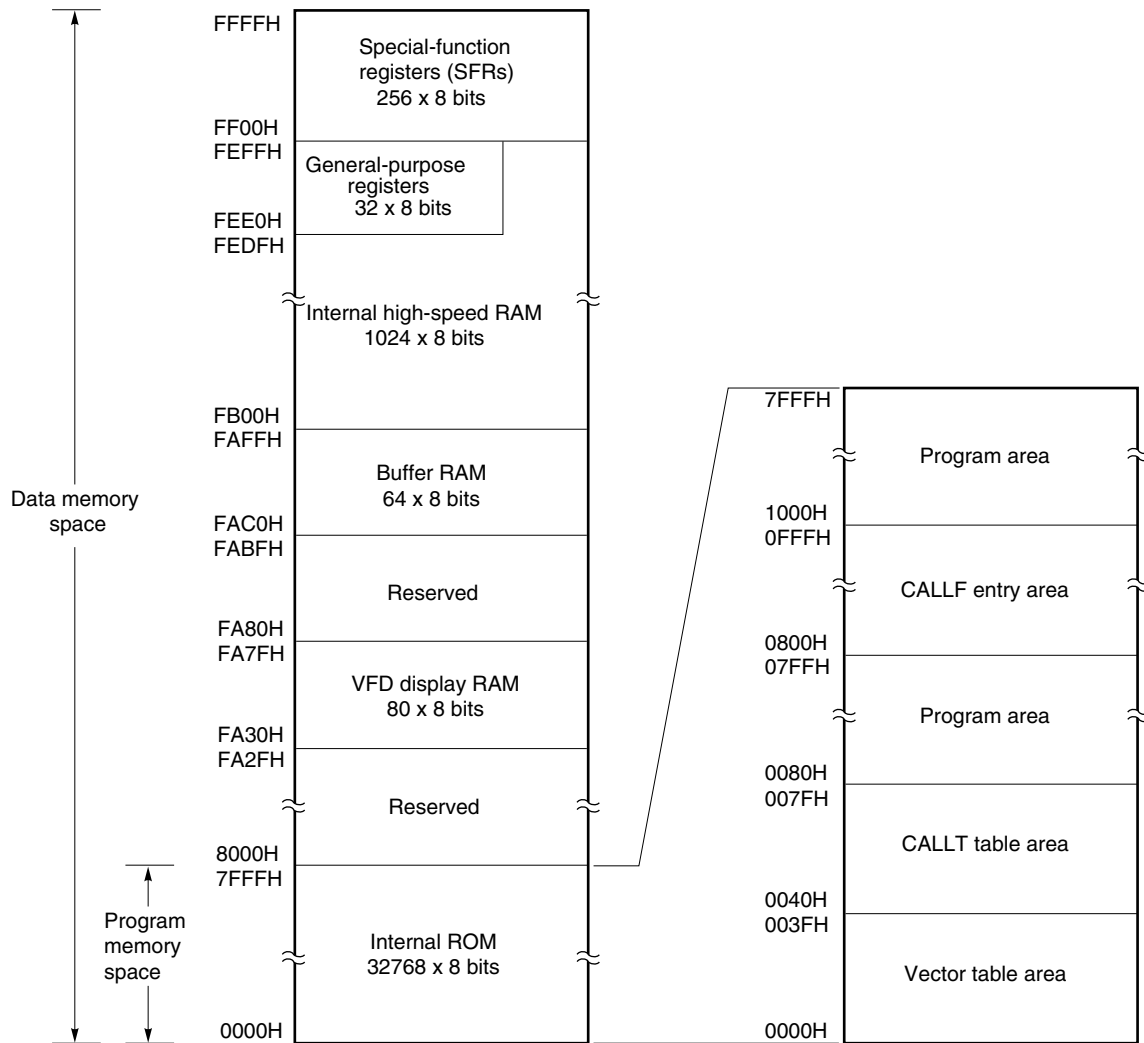 FFFFH
Special-function
registers (SFRs)
256 x 8 bits
FF00H
FEFFH
General-purpose
registers
32 x 8 bits
FEE0H
FEDFH
Internal high-speed RAM
1024 x 8 bits
FB00H
FAFFH
Buffer RAM
64 x 8 bits
Data memory
space
FAC0H
FABFH
Reserved
FA80H
FA7FH
VFD display RAM
80 x 8 bits
FA30H
FA2FH
Reserved
8000H
7FFFH
Program
memory
space
Internal ROM
32768 x 8 bits
0000H
7FFFH
Program area
1000H
0FFFH
CALLF entry area
0800H
07FFH
Program area
0080H
007FH
CALLT table area
0040H
003FH
Vector table area
0000H